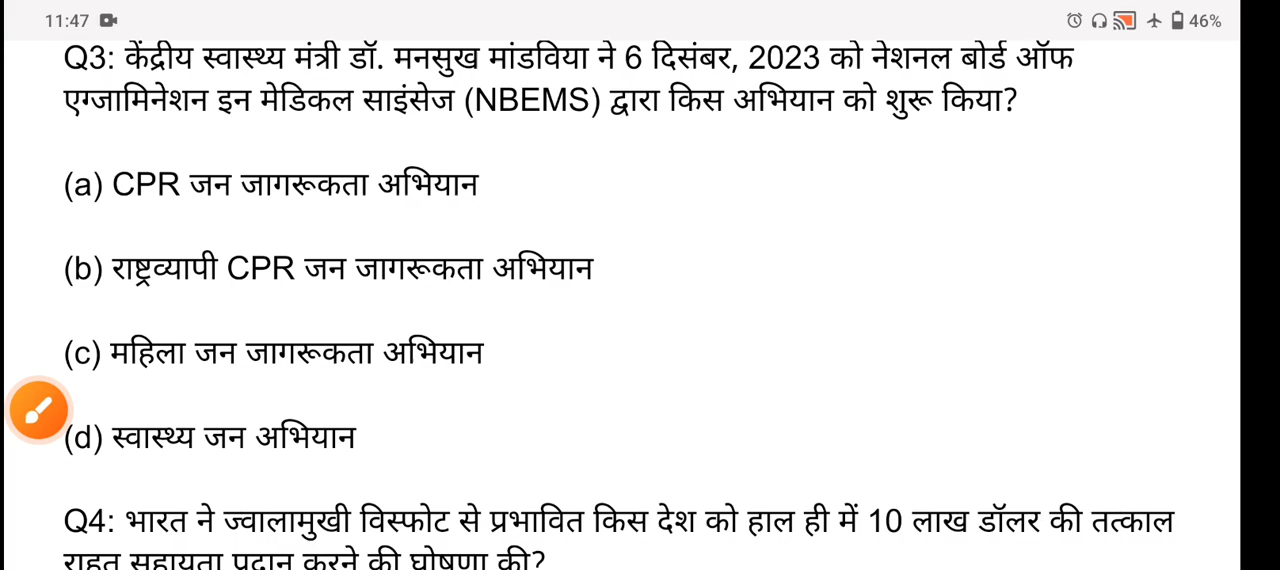 11:47
46%
Q3: केंद्रीय स्वास्थ्य मंत्री डॉ. मनसुख मांडविया ने 6 दिसंबर, 2023 को नेशनल बोर्ड ऑफ
एग्जामिनेशन इन मेडिकल साइंसेज (NBEMS) द्वारा किस अभियान को शुरू किया?
(a) CPR जन जागरूकता अभियान
(b) राष्ट्रव्यापी CPR जन जागरूकता अभियान
(c) महिला जन जागरूकता अभियान
(d) स्वास्थ्य जन अभियान
Q4: भारत ने ज्वालामुखी विस्फोट से प्रभावित किस देश को हाल ही में 10 लाख डॉलर की तत्काल
राहत सहायता प्रदान करने की घोषणा की?